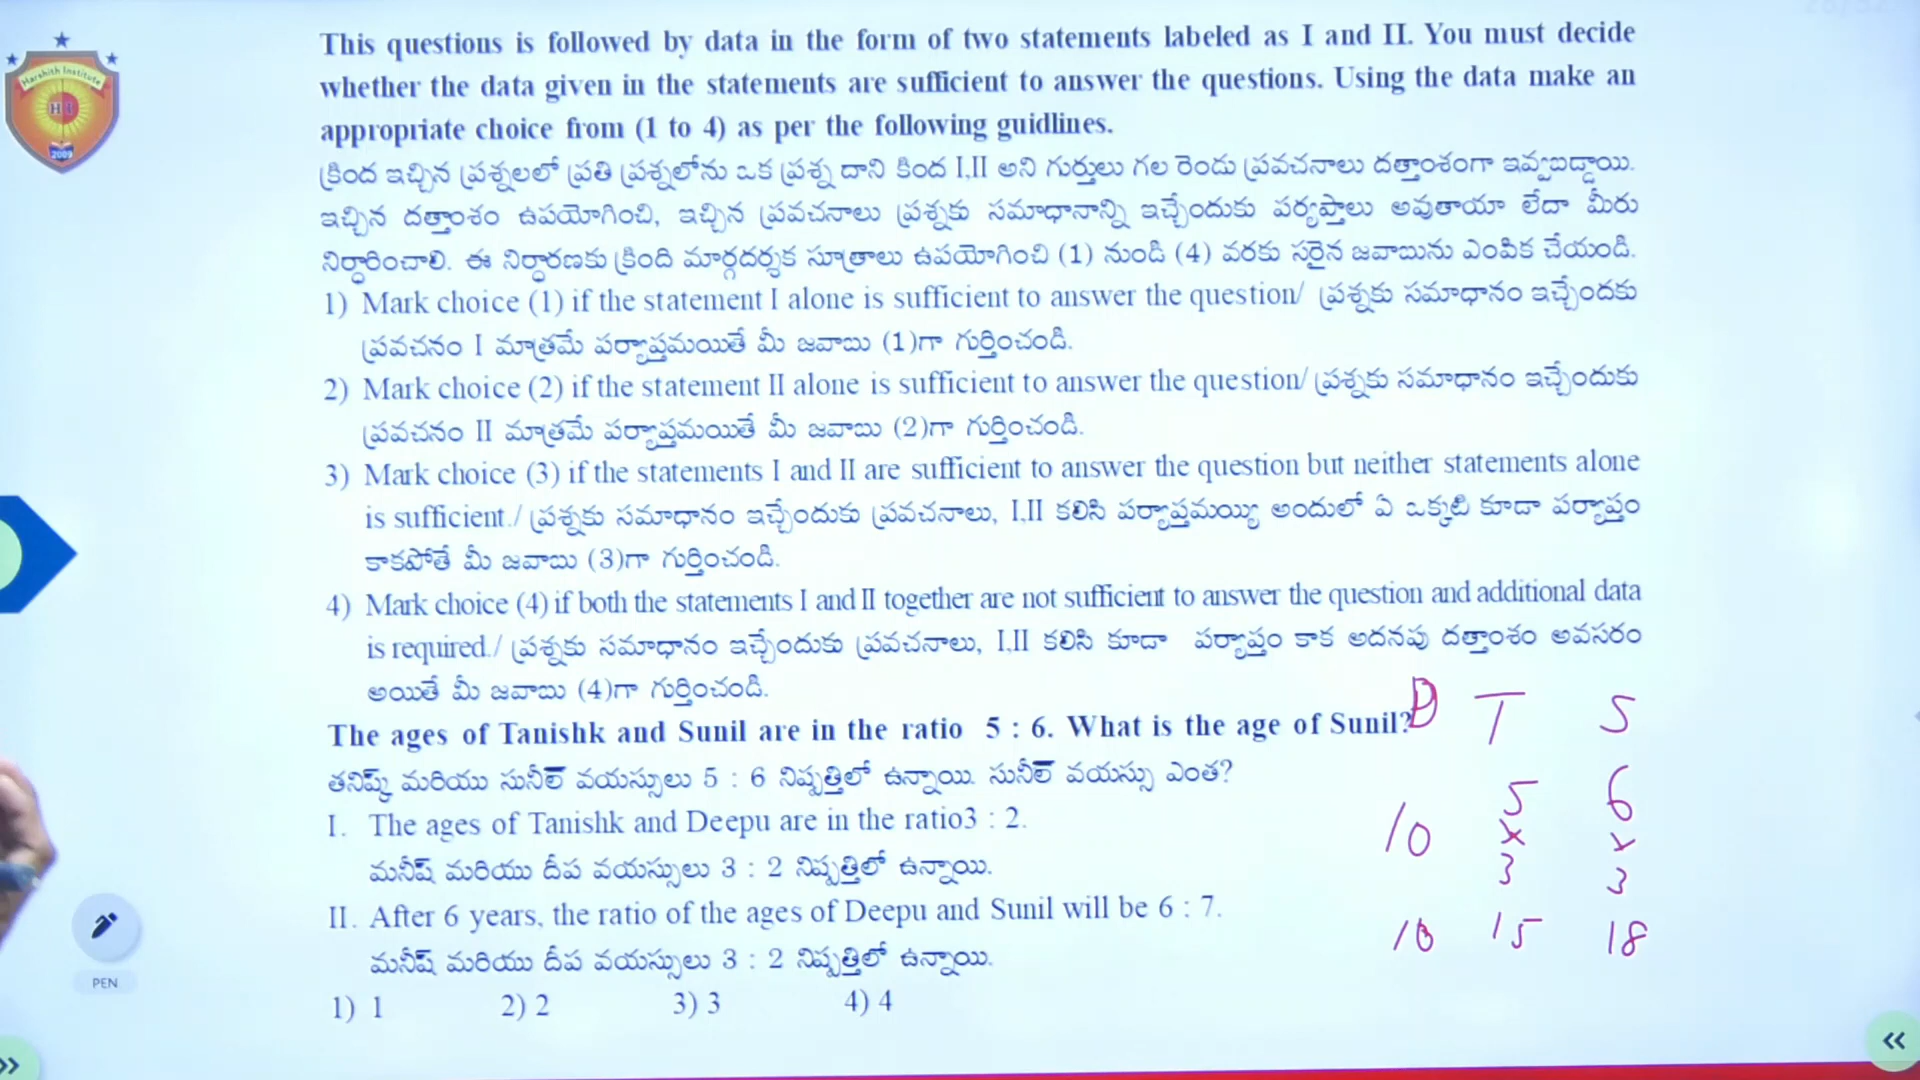 Harshith Institute
H I
2009
This questions is followed by data in the form of two statements labeled as I and II. You must decide
whether the data given in the statements are sufficient to answer the questions. Using the data make an
appropriate choice from (1 to 4) as per the following guidlines.
క్రింద ఇచ్చిన ప్రశ్నలలో ప్రతి ప్రశ్నలోను ఒక ప్రశ్న దాని కింద I,II అని గుర్తులు గల రెండు ప్రవచనాలు దత్తాంశంగా ఇవ్వబడ్డాయి.
ఇచ్చిన దత్తాంశం ఉపయోగించి, ఇచ్చిన ప్రవచనాలు ప్రశ్నకు సమాధానాన్ని ఇచ్చేందుకు పర్యప్తాలు అవుతాయా లేదా మీరు
నిర్ధారించాలి. ఈ నిర్ధారణకు క్రింది మార్గదర్శక సూత్రాలు ఉపయోగించి (1) నుండి (4) వరకు సరైన జవాబును ఎంపిక చేయండి.
1) Mark choice (1) if the statement I alone is sufficient to answer the question/ ప్రశ్నకు సమాధానం ఇచ్చేందకు
ప్రవచనం I మాత్రమే పర్యాప్తమయితే మీ జవాబు (1)గా గుర్తించండి.
2) Mark choice (2) if the statement II alone is sufficient to answer the question/ ప్రశ్నకు సమాధానం ఇచ్చేందుకు
ప్రవచనం II మాత్రమే పర్యాప్తమయితే మీ జవాబు (2)గా గుర్తించండి.
3) Mark choice (3) if the statements I and II are sufficient to answer the question but neither statements alone
is sufficient./ ప్రశ్నకు సమాధానం ఇచ్చేందుకు ప్రవచనాలు, I,II కలిసి పర్యాప్తమయ్యి అందులో ఏ ఒక్కటి కూడా పర్యాప్తం
కాకపోతే మీ జవాబు (3)గా గుర్తించండి.
4) Mark choice (4) if both the statements I and II together are not sufficient to answer the question and additional data
is required./ ప్రశ్నకు సమాధానం ఇచ్చేందుకు ప్రవచనాలు, I,II కలిసి కూడా పర్యాప్తం కాక అదనపు దత్తాంశం అవసరం
అయితే మీ జవాబు (4)గా గుర్తించండి.
The ages of Tanishk and Sunil are in the ratio 5 : 6. What is the age of Sunil?
తనిష్క్ మరియు సునీల్ వయస్సులు 5 : 6 నిష్పత్తిలో ఉన్నాయి. సునీల్ వయస్సు ఎంత?
I. The ages of Tanishk and Deepu are in the ratio3 : 2.
మనీష్ మరియు దీప వయస్సులు 3 : 2 నిష్పత్తిలో ఉన్నాయి.
II. After 6 years, the ratio of the ages of Deepu and Sunil will be 6 : 7.
మనీష్ మరియు దీప వయస్సులు 3 : 2 నిష్పత్తిలో ఉన్నాయి.
1) 1 2) 2 3) 3 4) 4
D T S
5 6
10 x x
3 3
10 15 18
PEN